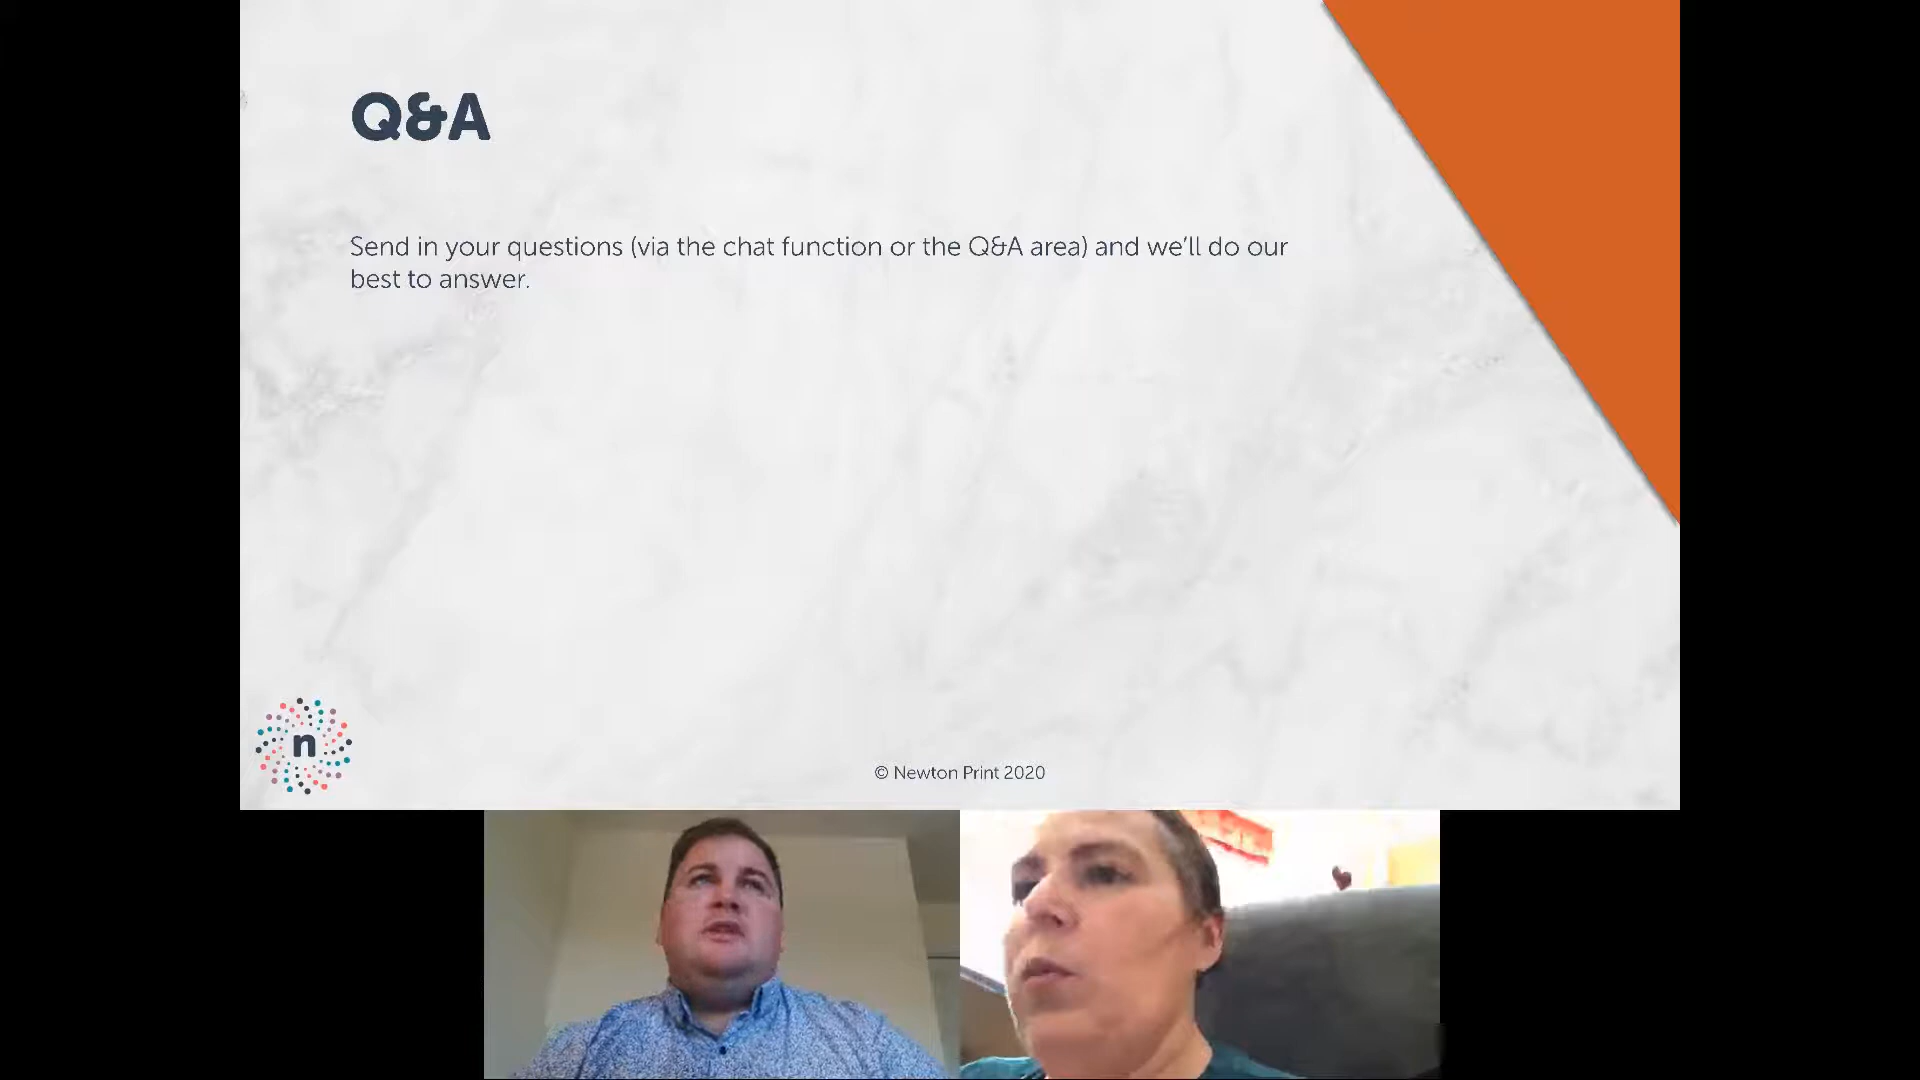 Q&A
Send in your questions (via the chat function or the Q&A area) and we'll do our
best to answer.
n
© Newton Print 2020